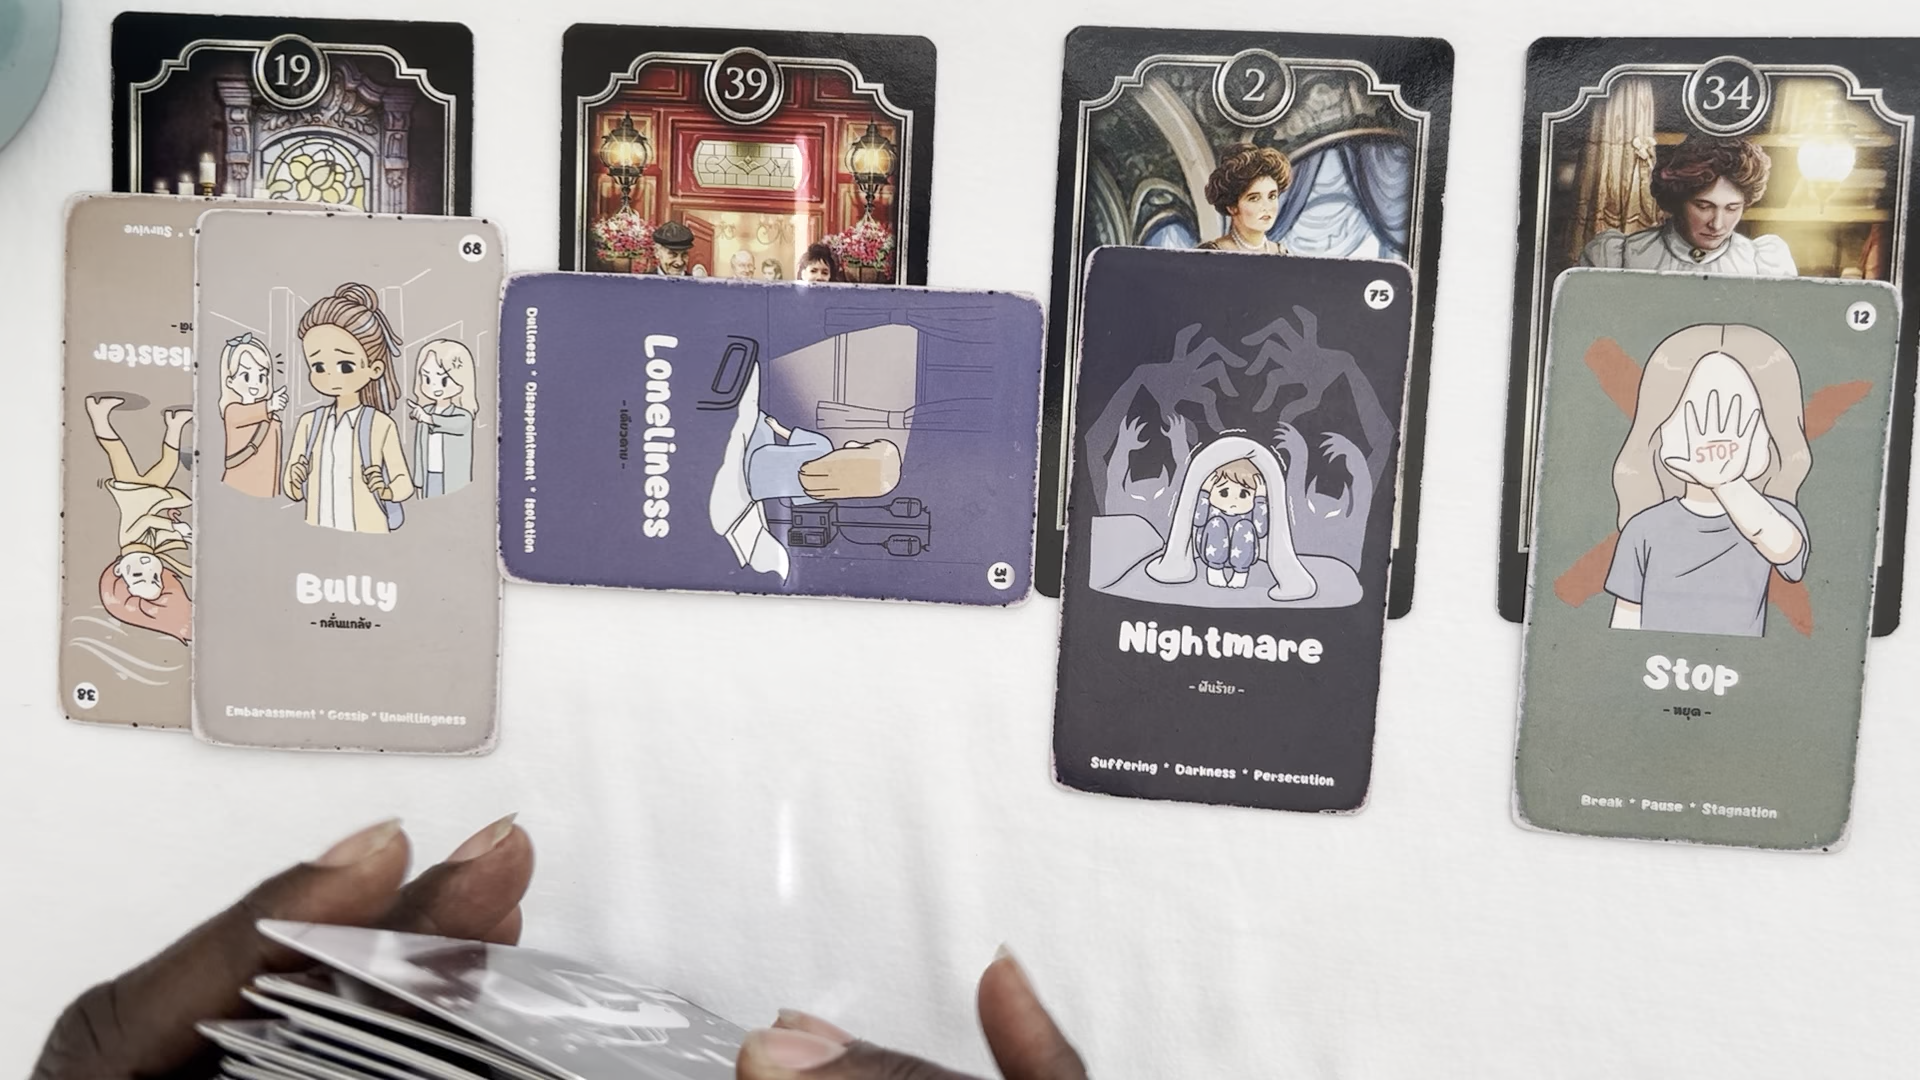 19
39
2
34
Survive
isaster
38
68
Bully
- กลั่นแกล้ง -
Embarassment * Gossip * Unwillingness
31
Loneliness
- เดียวดาย -
Dullness * Disappointment * Isolation
75
Nightmare
- ฝันร้าย -
Suffering * Darkness * Persecution
12
STOP
Stop
- หยุด -
Break * Pause * Stagnation